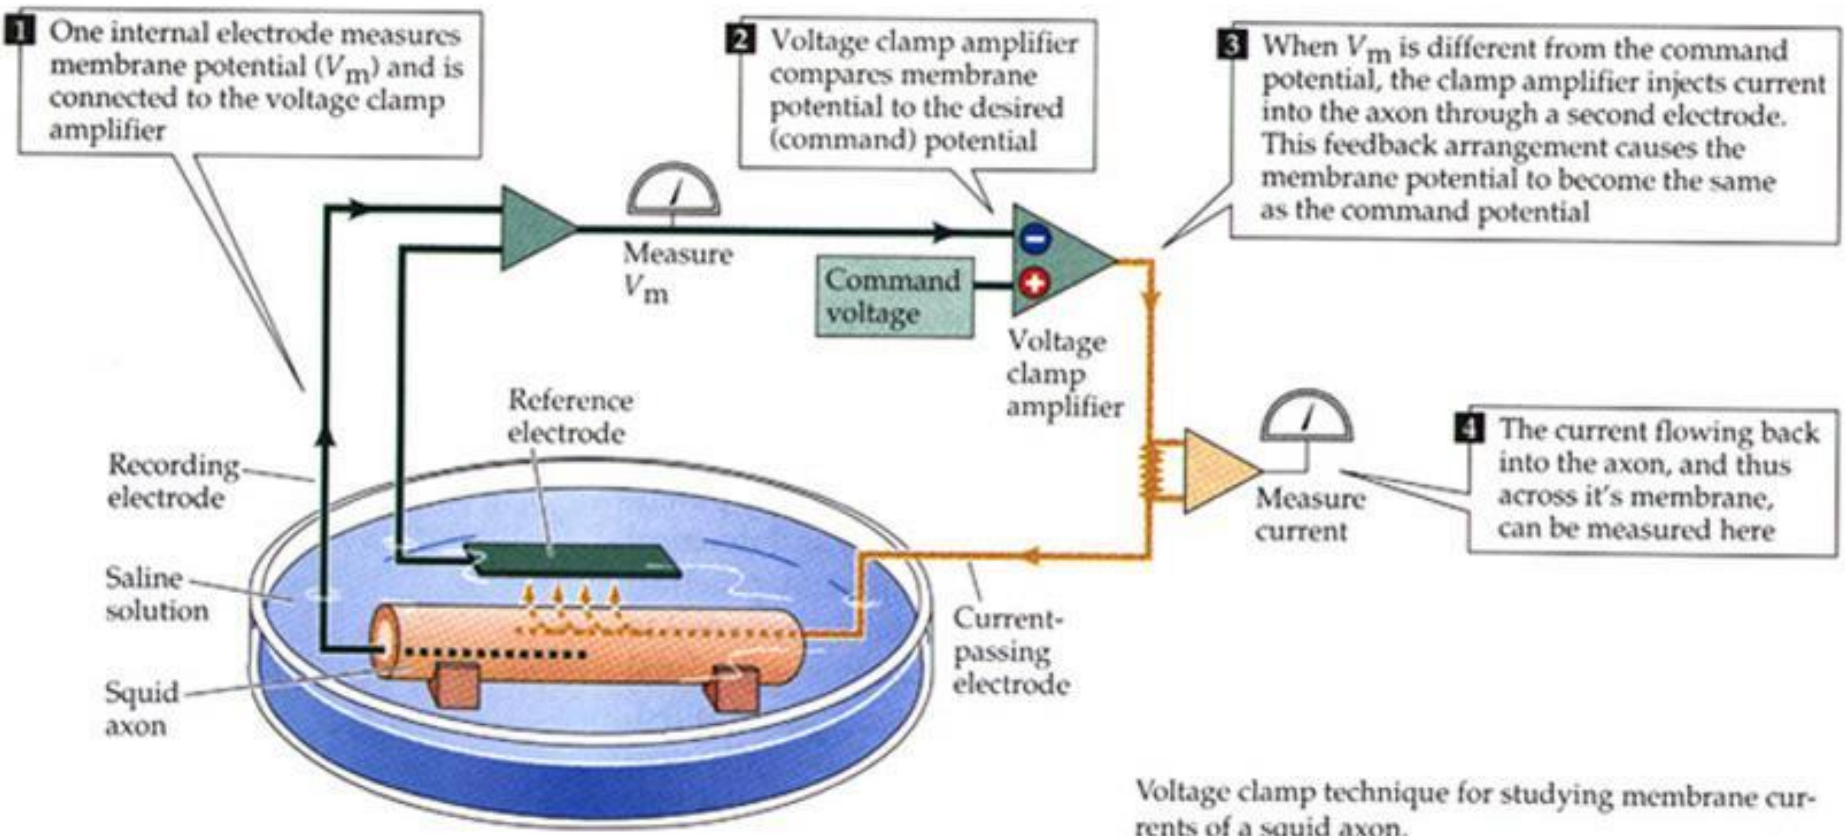 1 One internal electrode measures
membrane potential (Vm) and is
connected to the voltage clamp
amplifier
2 Voltage clamp amplifier
compares membrane
potential to the desired
(command) potential
3 When Vm is different from the command
potential, the clamp amplifier injects current
into the axon through a second electrode.
This feedback arrangement causes the
membrane potential to become the same
as the command potential
Measure
Vm
Command
voltage
Voltage
clamp
amplifier
Reference
electrode
Recording
electrode
Measure
current
4 The current flowing back
into the axon, and thus
across it's membrane,
can be measured here
Saline
solution
Squid
axon
Current-
passing
electrode
Voltage clamp technique for studying membrane cur-
rents of a squid axon.